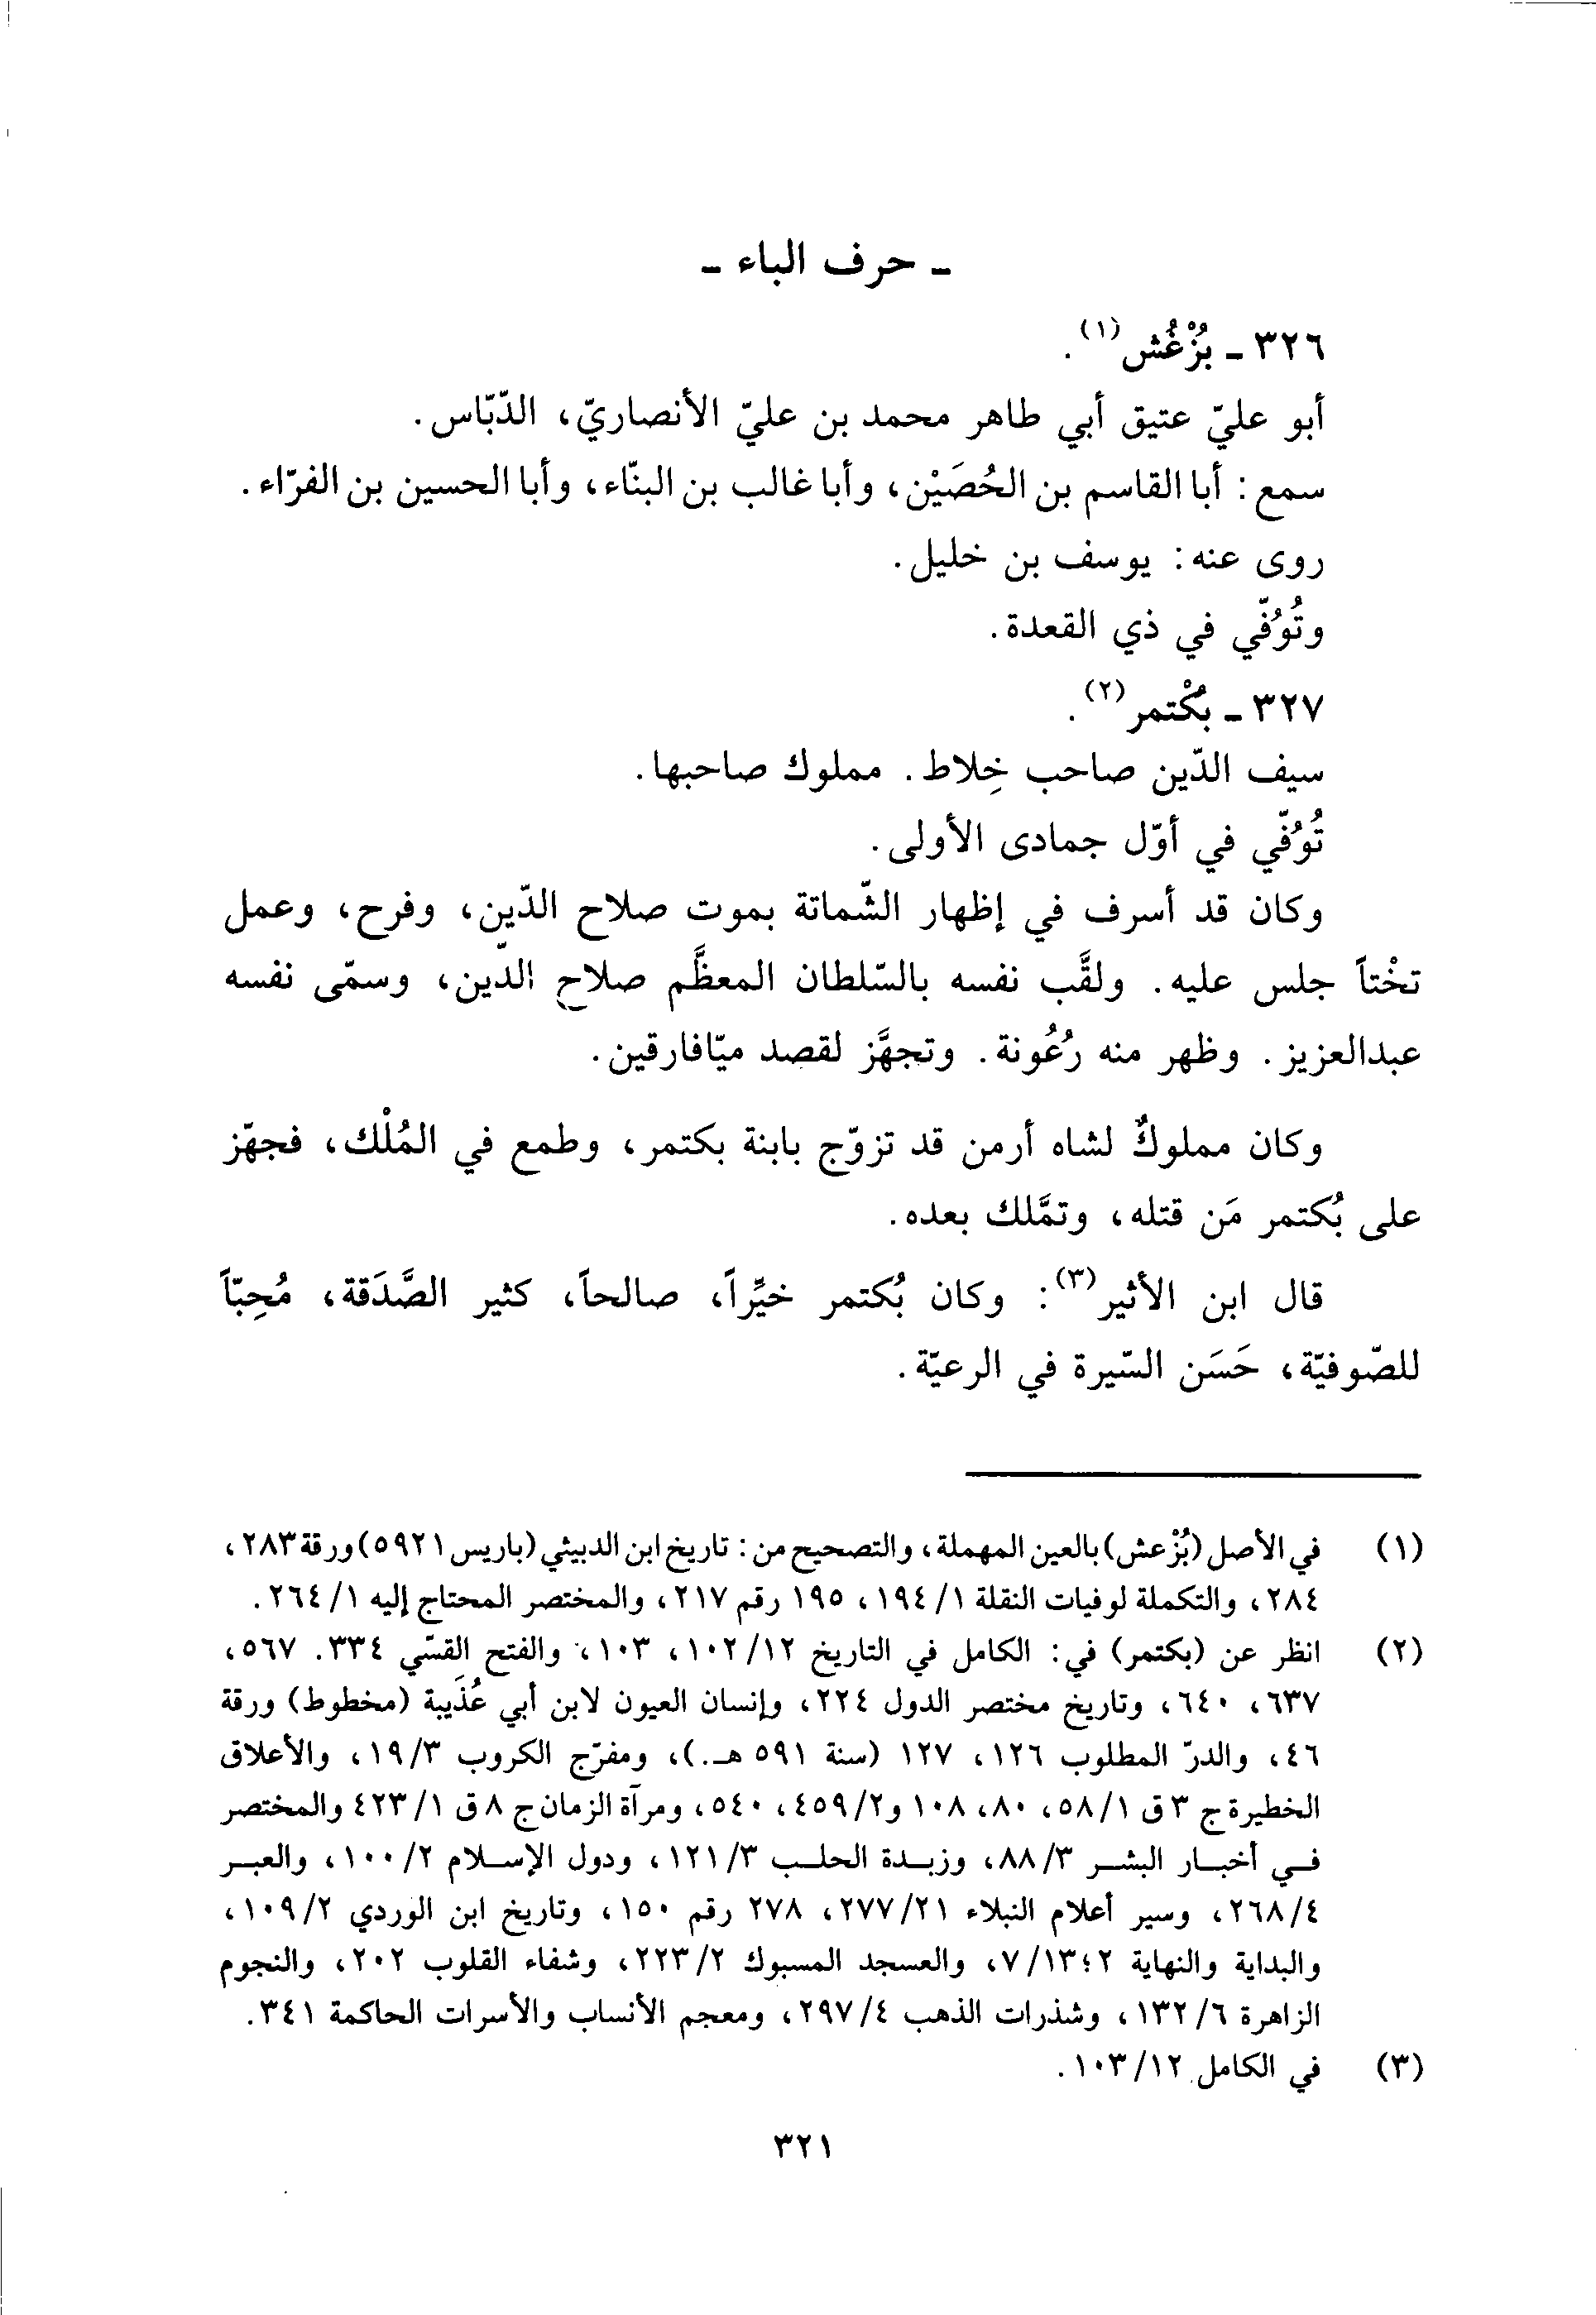 ـ حرف الباء ـ
٣٢٦ ـ بُزْغُش(١).
أبو عليّ عتيق أبي طاهر محمد بن عليّ الأنصاريّ، الدّبّاس.
سمع: أبا القاسم بن الحُصَيْن، وأبا غالب بن البنّاء، وأبا الحسين بن الفرّاء.
روى عنه: يوسف بن خليل.
وتُوُفّي في ذي القعدة.
٣٢٧ ـ بُكْتمر(٢).
سيف الدّين صاحب خِلاط. مملوك صاحبها.
تُوُفّي في أوّل جمادى الأولى.
وكان قد أسرف في إظهار الشّماتة بموت صلاح الدّين، وفرح، وعمل
تخْتاً جلس عليه. ولقَّب نفسه بالسّلطان المعظَّم صلاح الدّين، وسمّى نفسه
عبدالعزيز. وظهر منه رُعُونة. وتجهَّز لقصد ميّافارقين.
وكان مملوكٌ لشاه أرمن قد تزوّج بابنة بكتمر، وطمع في المُلْك، فجهّز
على بُكتمر مَن قتله، وتمَّلك بعده.
قال ابن الأثير(٣): وكان بُكتمر خيِّراً، صالحاً، كثير الصَّدَقة، مُحِبّاً
للصّوفيّة، حَسَن السّيرة في الرعيّة.
(١) في الأصل (بُزْعش) بالعين المهملة، والتصحيح من: تاريخ ابن الدبيثي (باريس ٥٩٢١) ورقة ٢٨٣،
٢٨٤، والتكملة لوفيات النقلة ١/ ١٩٤، ١٩٥ رقم ٢١٧، والمختصر المحتاج إليه ١/ ٢٦٤.
(٢) انظر عن (بكتمر) في: الكامل في التاريخ ١٢/ ١٠٢، ١٠٣، والفتح القسّي ٣٣٤. ٥٦٧،
٦٣٧، ٦٤٠، وتاريخ مختصر الدول ٢٢٤، وإنسان العيون لابن أبي عُذَيبة (مخطوط) ورقة
٤٦، والدرّ المطلوب ١٢٦، ١٢٧ (سنة ٥٩١ هـ.)، ومفرّج الكروب ٣/ ١٩، والأعلاق
الخطيرة ج ٣ ق ١/ ٥٨، ٨٠، ١٠٨ و٢/ ٤٥٩، ٥٤٠، ومرآة الزمان ج ٨ ق ١/ ٤٢٣ والمختصر
في أخبار البشر ٣/ ٨٨، وزبدة الحلب ٣/ ١٢١، ودول الإسلام ٢/ ١٠٠، والعبر
٤/ ٢٦٨، وسير أعلام النبلاء ٢١/ ٢٧٧، ٢٧٨ رقم ١٥٠، وتاريخ ابن الوردي ٢/ ١٠٩،
والبداية والنهاية ٢؛١٣/ ٧، والعسجد المسبوك ٢/ ٢٢٣، وشفاء القلوب ٢٠٢، والنجوم
الزاهرة ٦/ ١٣٢، وشذرات الذهب ٤/ ٢٩٧، ومعجم الأنساب والأسرات الحاكمة ٣٤١.
(٣) في الكامل ١٢/ ١٠٣.
٣٢١